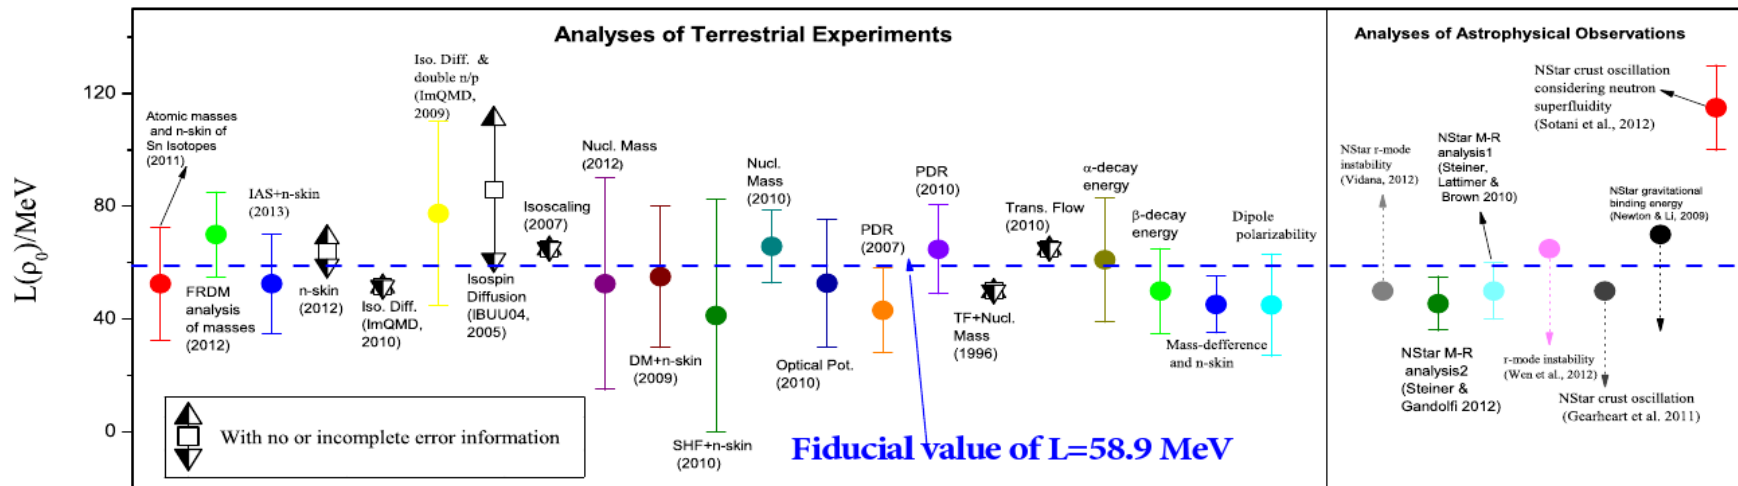 Analyses of Terrestrial Experiments
Analyses of Astrophysical Observations
L(ρ0)/MeV
120
80
40
0
Atomic masses
and n-skin of
Sn Isotopes
(2011)
FRDM
analysis
of masses
(2012)
IAS+n-skin
(2013)
n-skin
(2012)
Iso. Diff.
(ImQMD,
2010)
Iso. Diff. &
double n/p
(ImQMD,
2009)
Isospin
Diffusion
(IBUU04,
2005)
Isoscaling
(2007)
Nucl. Mass
(2012)
DM+n-skin
(2009)
SHF+n-skin
(2010)
Nucl.
Mass
(2010)
Optical Pot.
(2010)
PDR
(2007)
PDR
(2010)
TF+Nucl.
Mass
(1996)
Trans. Flow
(2010)
α-decay
energy
β-decay
energy
Mass-defference
and n-skin
Dipole
polarizability
NStar r-mode
instability
(Vidana, 2012)
NStar M-R
analysis2
(Steiner &
Gandolfi 2012)
NStar M-R
analysis1
(Steiner,
Lattimer &
Brown 2010)
r-mode instability
(Wen et al., 2012)
NStar crust oscillation
(Gearheart et al. 2011)
NStar gravitational
binding energy
(Newton & Li, 2009)
NStar crust oscillation
considering neutron
superfluidity
(Sotani et al., 2012)
With no or incomplete error information
Fiducial value of L=58.9 MeV